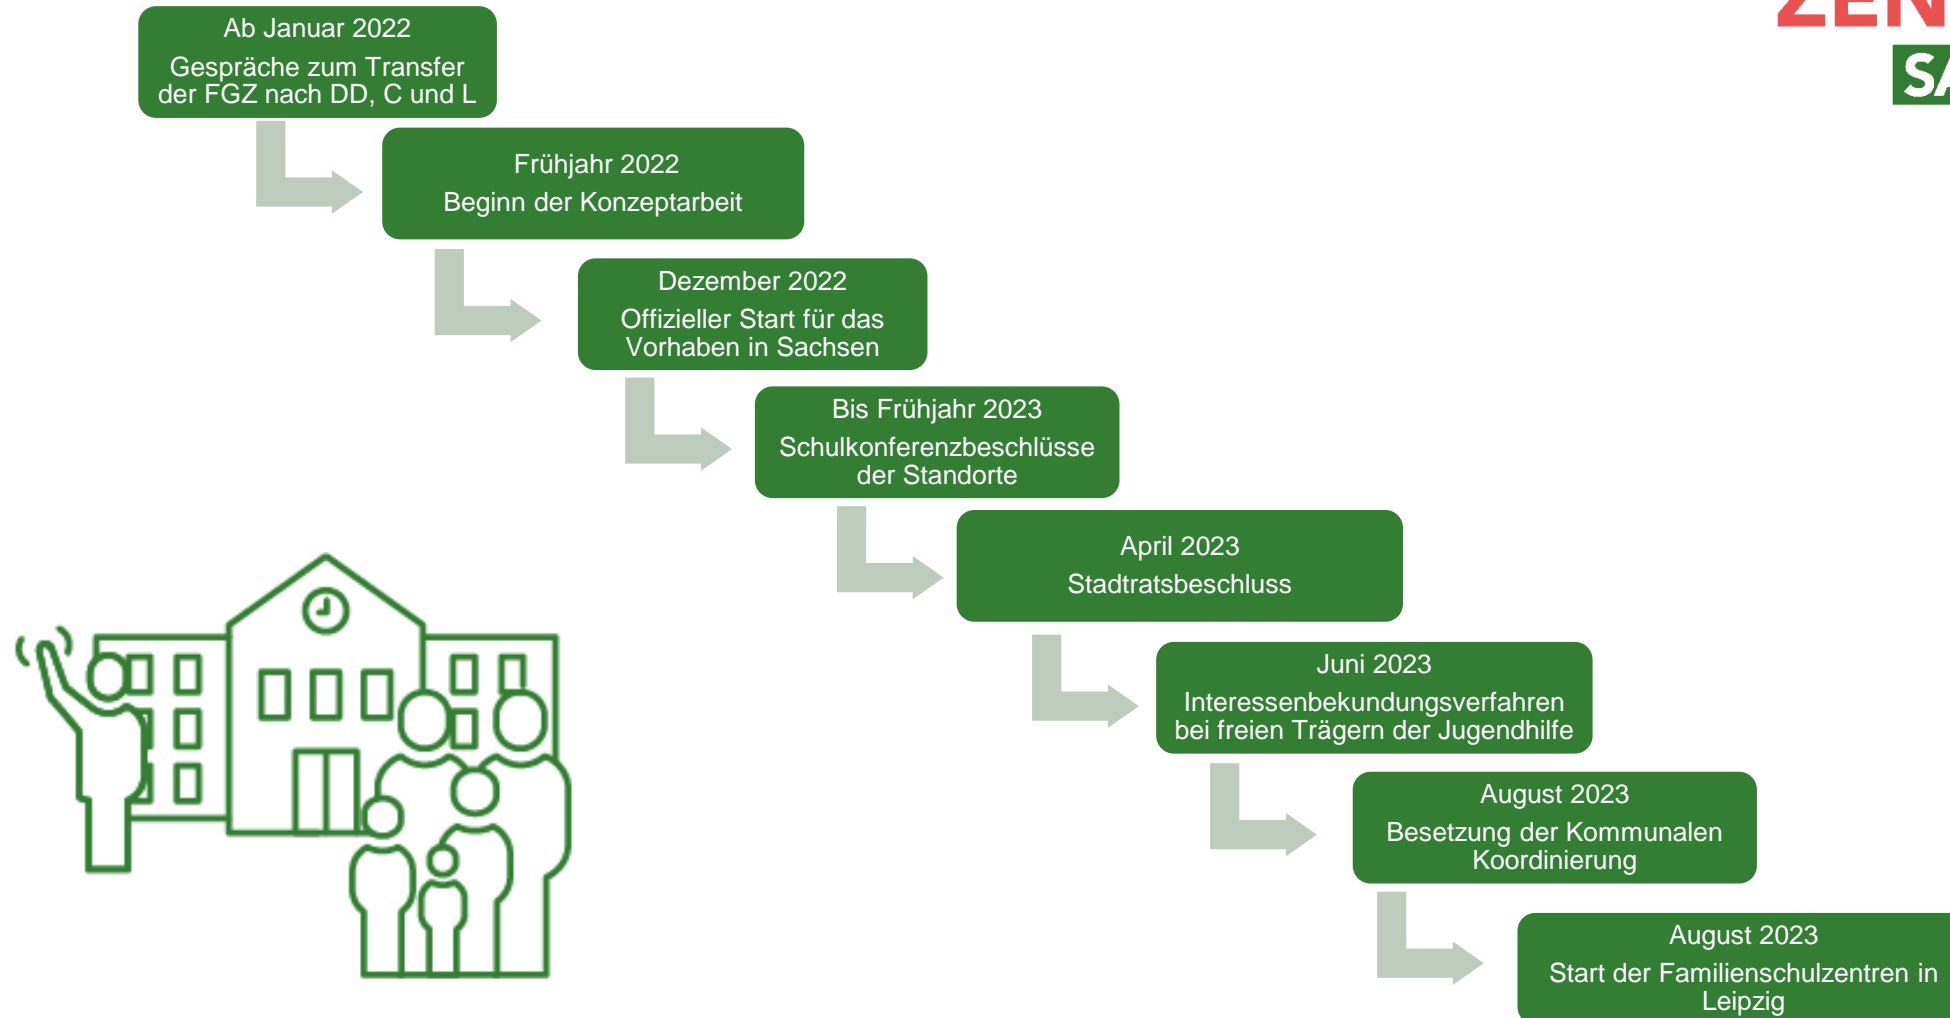 ZEN
SA
Ab Januar 2022
Gespräche zum Transfer
der FGZ nach DD, C und L
Frühjahr 2022
Beginn der Konzeptarbeit
Dezember 2022
Offizieller Start für das
Vorhaben in Sachsen
Bis Frühjahr 2023
Schulkonferenzbeschlüsse
der Standorte
April 2023
Stadtratsbeschluss
Juni 2023
Interessenbekundungsverfahren
bei freien Trägern der Jugendhilfe
August 2023
Besetzung der Kommunalen
Koordinierung
August 2023
Start der Familienschulzentren in
Leipzig